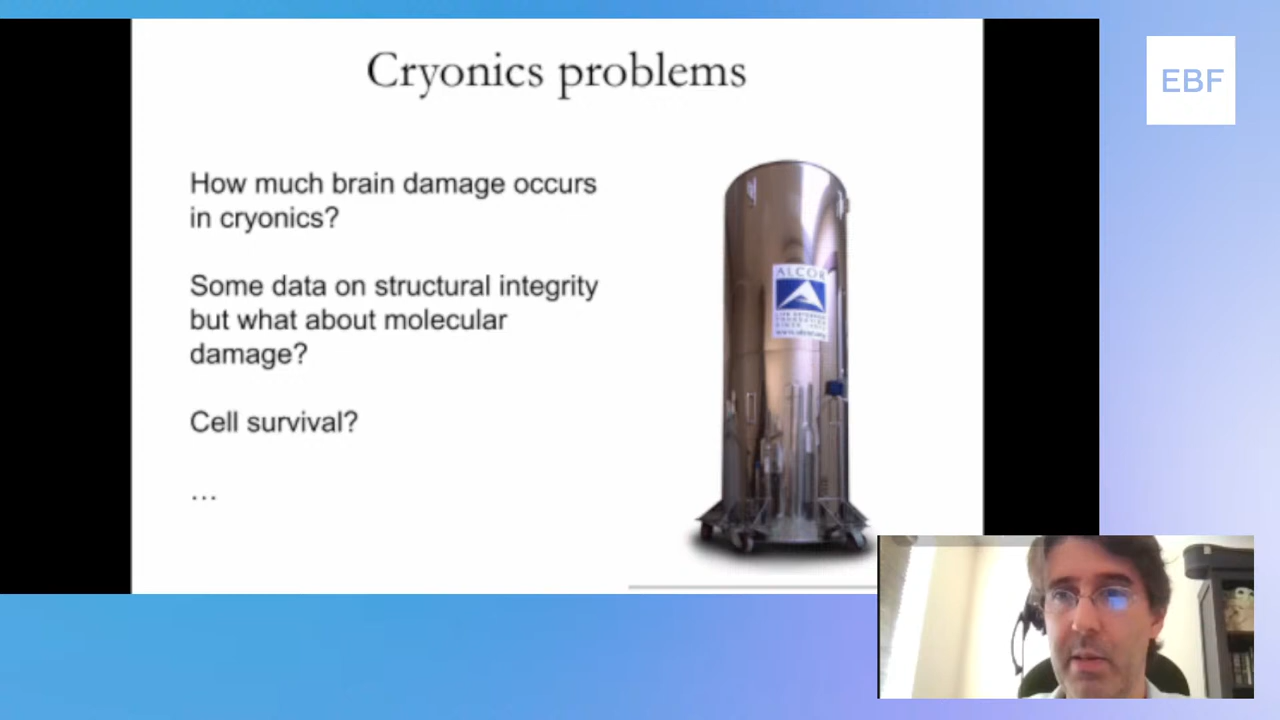 Cryonics problems
EBF
How much brain damage occurs
in cryonics?
Some data on structural integrity
but what about molecular
damage?
Cell survival?
...
ALCOR